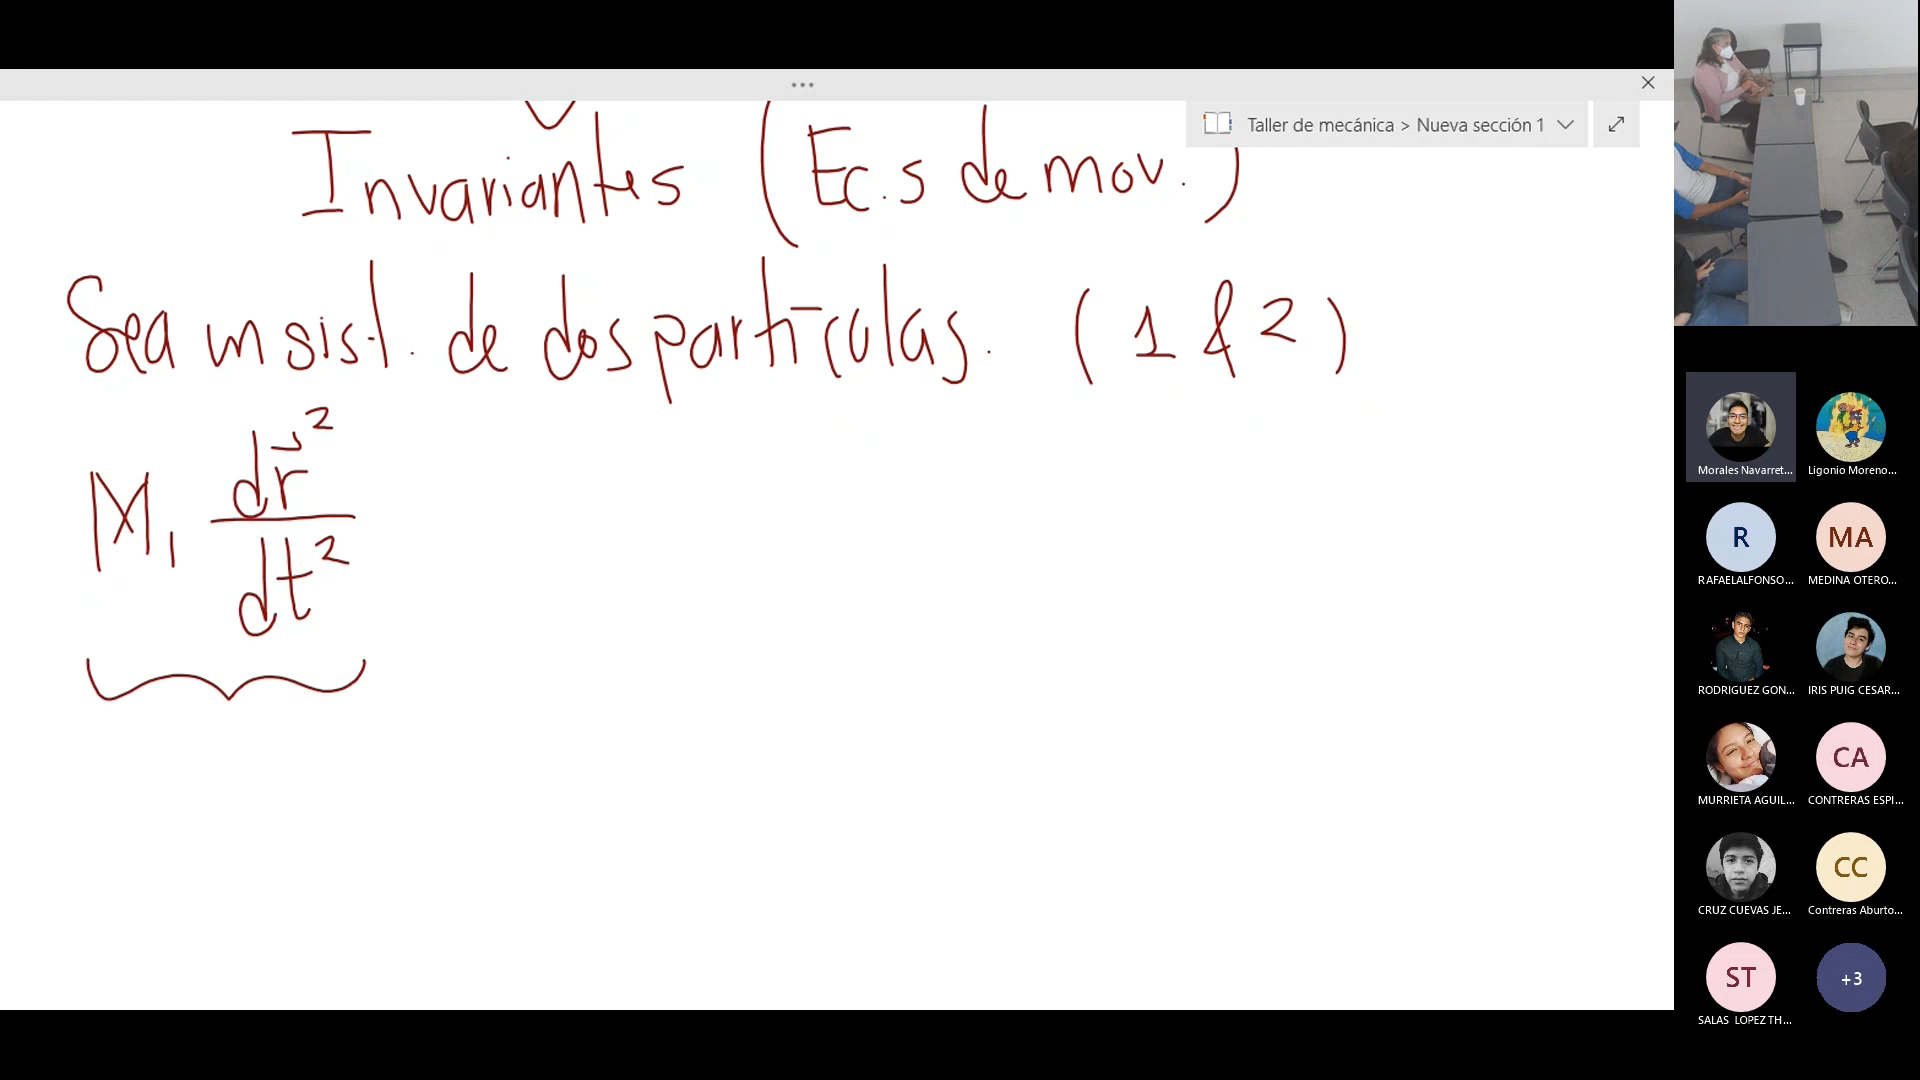 ...
Taller de mecánica > Nueva sección 1
Invariantes (Ec.s de mov.)
Sea un sist. de dos partículas. (1 & 2)
M₁ dr⃗² / dt²
Morales Navarret...
Ligonio Moreno...
R
RAFAELALFONSO...
MA
MEDINA OTERO...
RODRIGUEZ GON...
IRIS PUIG CESAR...
MURRIETA AGUIL...
CA
CONTRERAS ESPI...
CRUZ CUEVAS JE...
CC
Contreras Aburto...
ST
SALAS LOPEZ TH...
+3